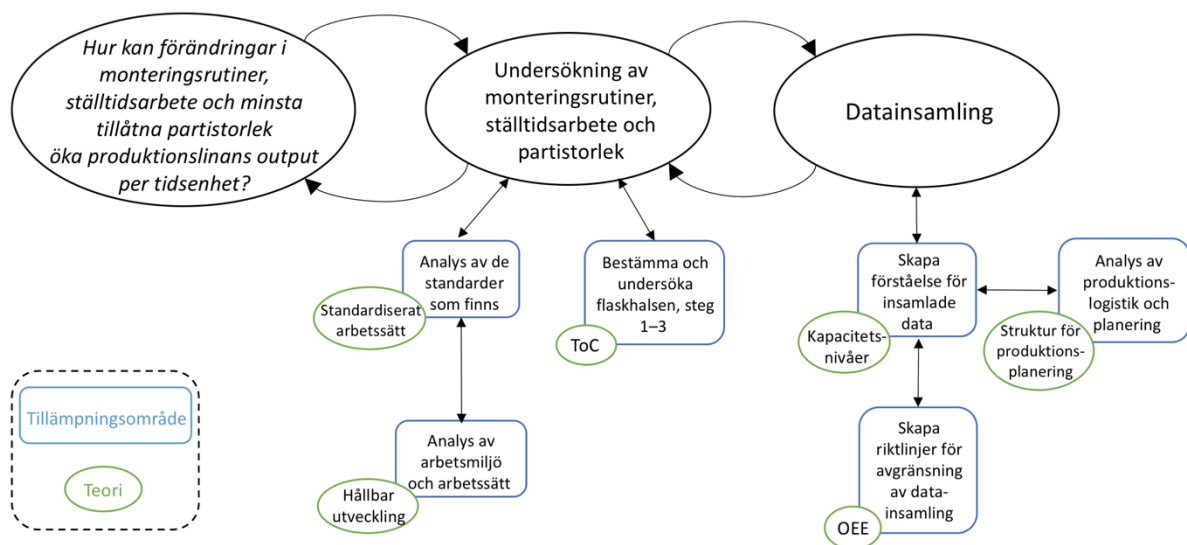 Hur kan förändringar i
monteringsrutiner,
ställtidsarbete och minsta
tillåtna partistorlek
öka produktionslinans output
per tidsenhet?
Undersökning av
monteringsrutiner,
ställtidsarbete och
partistorlek
Datainsamling
Analys av de
standarder
som finns
Standardiserat
arbetssätt
Bestämma och
undersöka
flaskhalsen, steg
1–3
ToC
Skapa
förståelse för
insamlade
data
Kapacitets-
nivåer
Analys av
produktions-
logistik och
planering
Struktur för
produktions-
planering
Tillämpningsområde
Teori
Analys av
arbetsmiljö
och arbetssätt
Hållbar
utveckling
Skapa
riktlinjer för
avgränsning
av data-
insamling
OEE